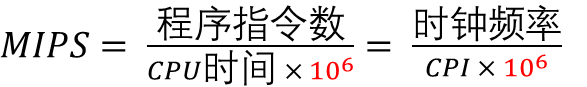 MIPS = 程序指令数 / CPU时间 × 10⁶ = 时钟频率 / CPI × 10⁶